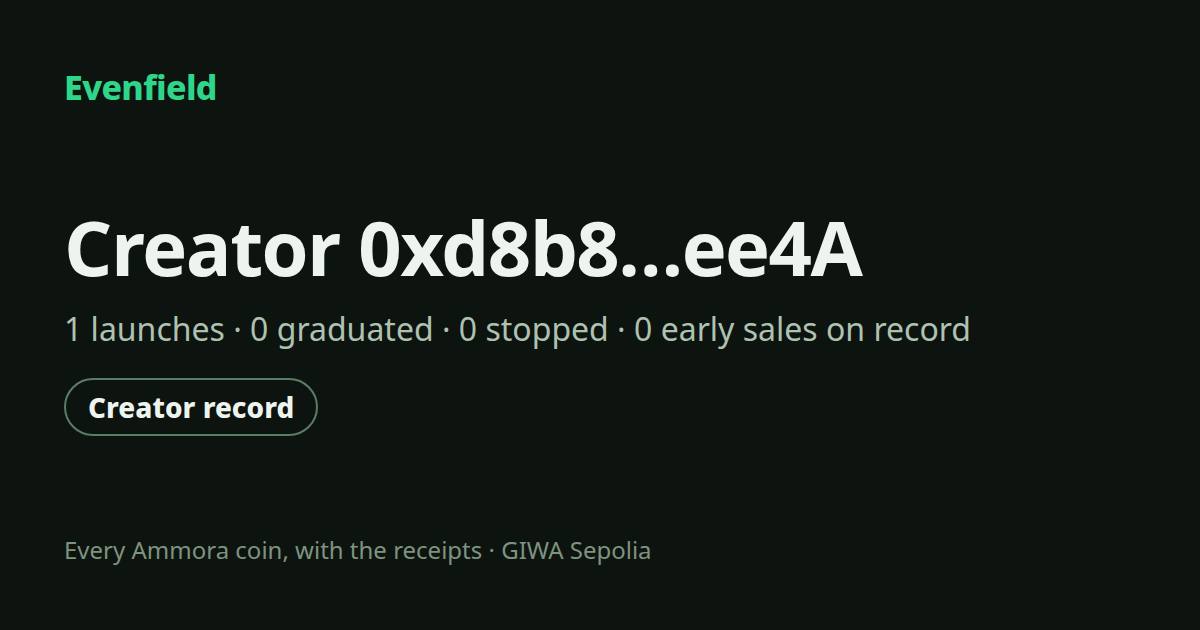 Evenfield
Creator 0xd8b8…ee4A
1 launches · 0 graduated · 0 stopped · 0 early sales on record
Creator record
Every Ammora coin, with the receipts · GIWA Sepolia